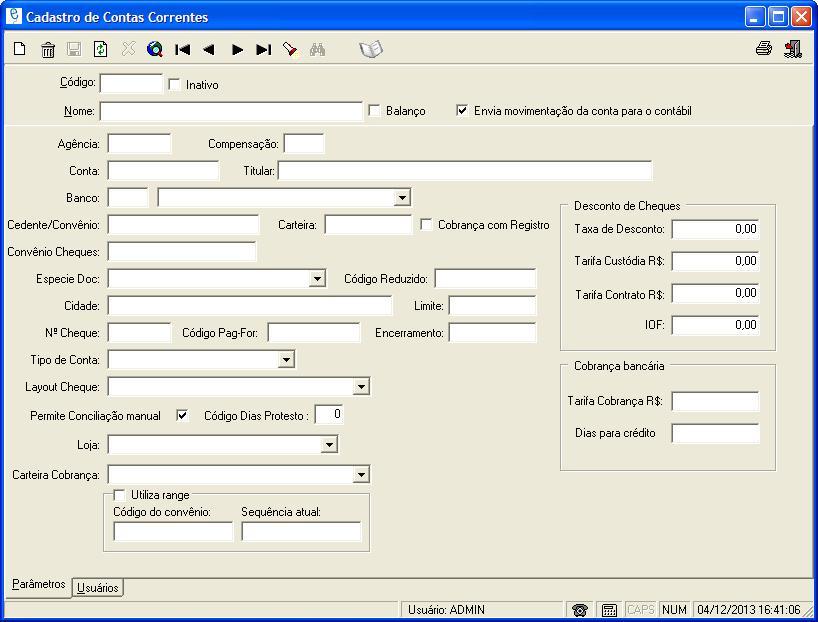 Cadastro de Contas Correntes
Código: Inativo
Nome: Balanço Envia movimentação da conta para o contábil
Agência: Compensação:
Conta: Titular:
Banco:
Cedente/Convênio: Carteira: Cobrança com Registro
Convênio Cheques:
Especie Doc: Código Reduzido:
Cidade: Limite:
Nº Cheque: Código Pag-For: Encerramento:
Tipo de Conta:
Layout Cheque:
Permite Conciliação manual Código Dias Protesto : 0
Loja:
Carteira Cobrança:
Utiliza range
Código do convênio: Sequência atual:
Desconto de Cheques
Taxa de Desconto: 0,00
Tarifa Custódia R$: 0,00
Tarifa Contrato R$: 0,00
IOF: 0,00
Cobrança bancária
Tarifa Cobrança R$:
Dias para crédito
Parâmetros Usuários
Usuário: ADMIN CAPS NUM 04/12/2013 16:41:06